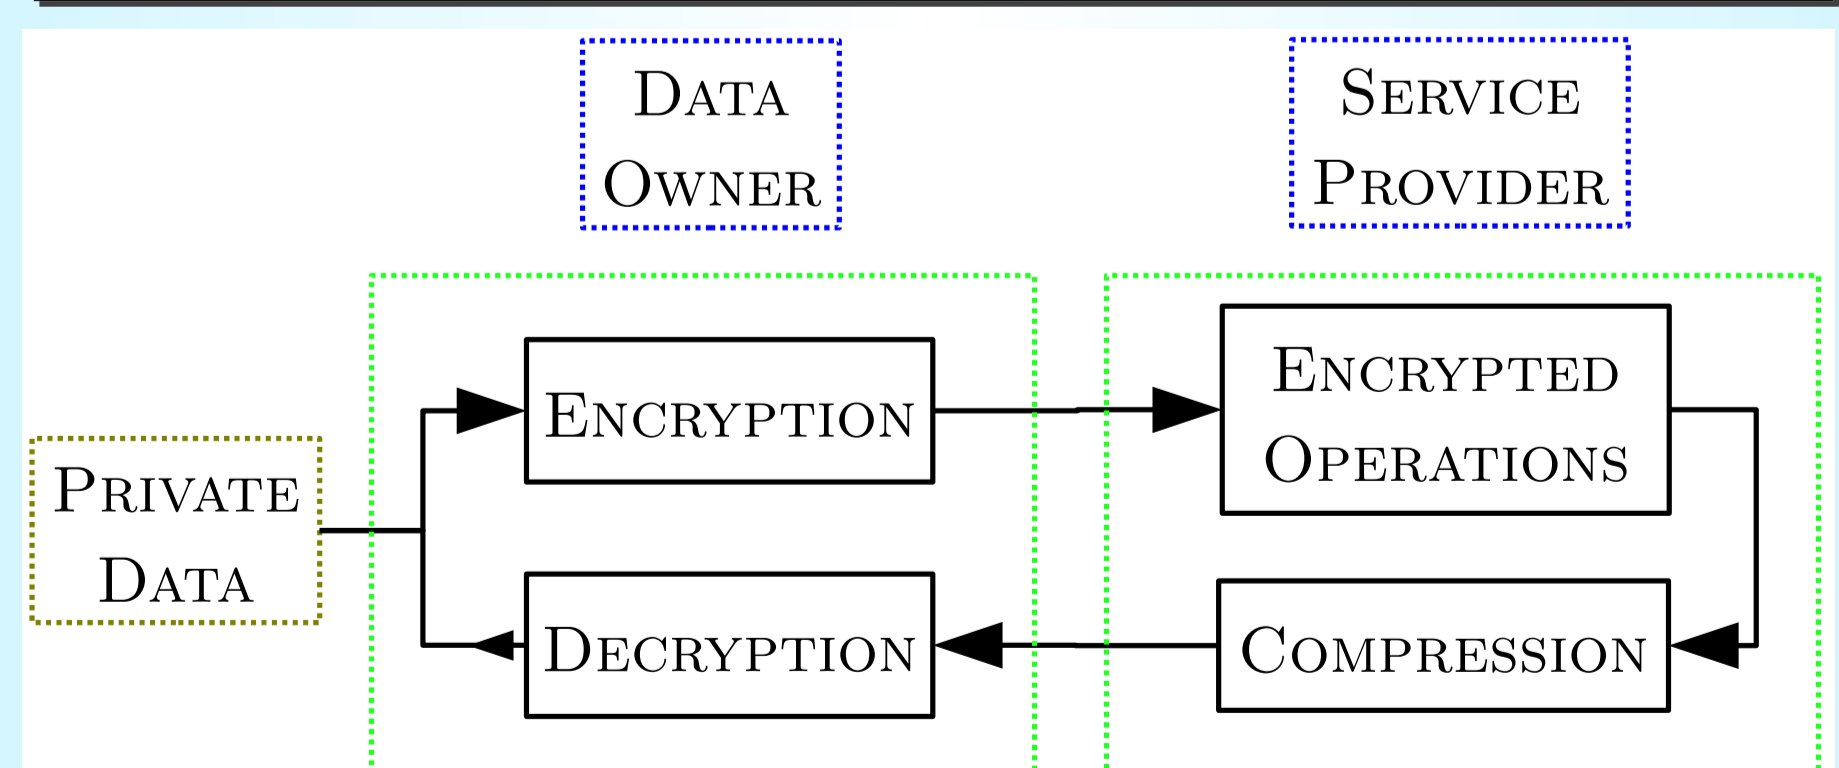 Data
Owner
Service
Provider
Encryption
Encrypted
Operations
Private
Data
Decryption
Compression